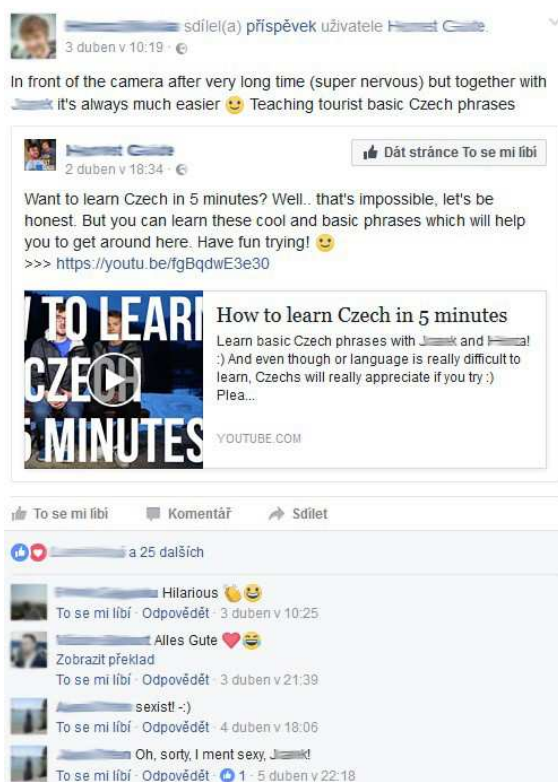 sdílel(a) příspěvek uživatele
3 duben v 10:19
In front of the camera after very long time (super nervous) but together with
it's always much easier Teaching tourist basic Czech phrases
Dát stránce To se mi líbí
2 duben v 18:34
Want to learn Czech in 5 minutes? Well.. that's impossible, let's be
honest. But you can learn these cool and basic phrases which will help
you to get around here. Have fun trying!
>>> https://youtu.be/fgBqdwE3e30
TO LEAR
CZECH
5 MINUTES
How to learn Czech in 5 minutes
Learn basic Czech phrases with and !
:) And even though or language is really difficult to
learn, Czechs will really appreciate if you try :)
Plea...
YOUTUBE.COM
To se mi líbí Komentář Sdílet
a 25 dalších
Hilarious
To se mi líbí · Odpovědět · 3 duben v 10:25
Alles Gute
Zobrazit překlad
To se mi líbí · Odpovědět · 3 duben v 21:39
sexist! -:)
To se mi líbí · Odpovědět · 4 duben v 18:06
Oh, sorty, I ment sexy, !
To se mi líbí · Odpovědět · 1 · 5 duben v 22:18